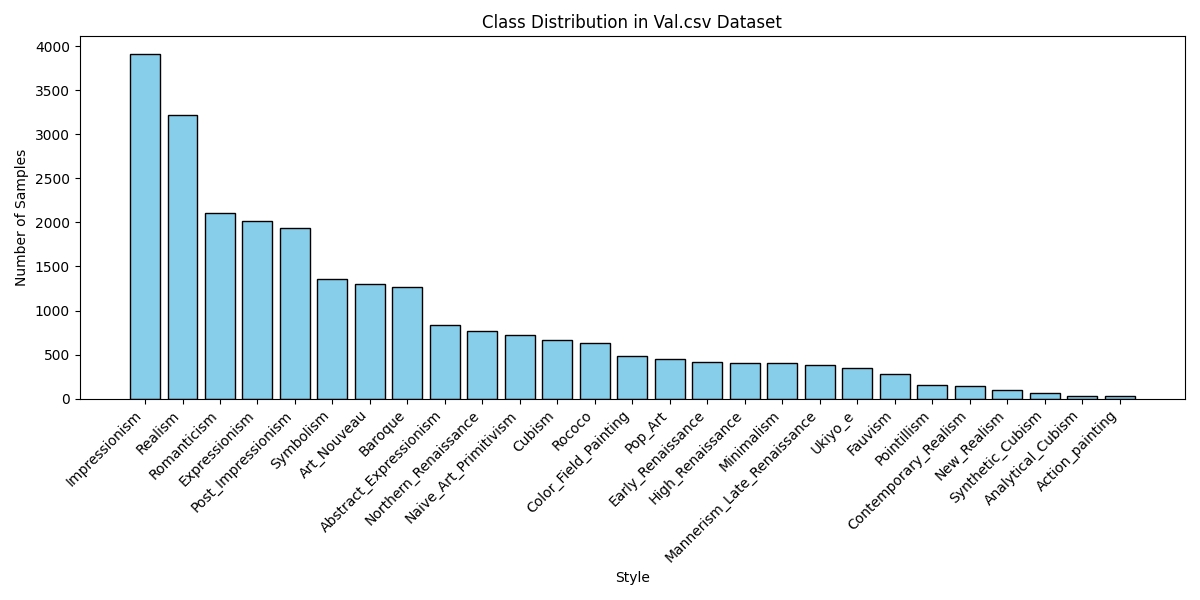 Class Distribution in Val.csv Dataset
Number of Samples
4000
3500
3000
2500
2000
1500
1000
500
0
Impressionism
Realism
Romanticism
Expressionism
Post_Impressionism
Symbolism
Art_Nouveau
Baroque
Abstract_Expressionism
Northern_Renaissance
Naive_Art_Primitivism
Cubism
Rococo
Color_Field_Painting
Pop_Art
Early_Renaissance
High_Renaissance
Minimalism
Mannerism_Late_Renaissance
Ukiyo_e
Fauvism
Pointillism
Contemporary_Realism
New_Realism
Synthetic_Cubism
Analytical_Cubism
Action_painting
Style